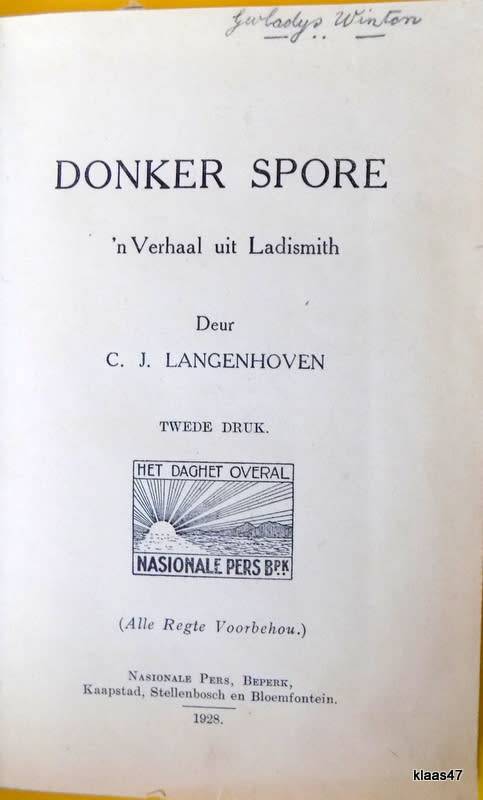 Gwladys Winton
DONKER SPORE
'n Verhaal uit Ladismith
Deur
C. J. LANGENHOVEN
TWEDE DRUK.
HET DAGHET OVERAL
NASIONALE PERS BPK
(Alle Regte Voorbehou.)
NASIONALE PERS, BEPERK,
Kaapstad, Stellenbosch en Bloemfontein.
1928.
klaas47